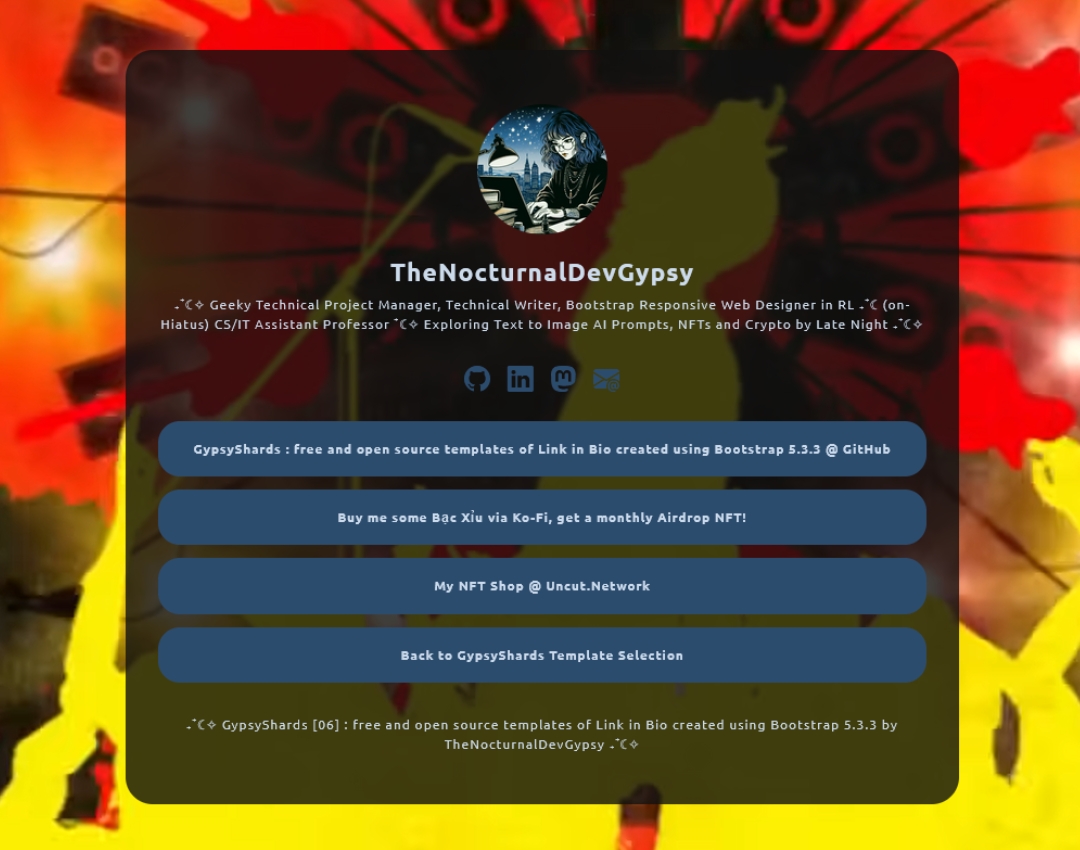 TheNocturnalDevGypsy
˖⁺☾✧ Geeky Technical Project Manager, Technical Writer, Bootstrap Responsive Web Designer in RL ˖⁺☾ (on-
Hiatus) CS/IT Assistant Professor ⁺☾✧ Exploring Text to Image AI Prompts, NFTs and Crypto by Late Night ˖⁺☾✧
in
GypsyShards : free and open source templates of Link in Bio created using Bootstrap 5.3.3 @ GitHub
Buy me some Bạc Xỉu via Ko-Fi, get a monthly Airdrop NFT!
My NFT Shop @ Uncut.Network
Back to GypsyShards Template Selection
˖⁺☾✧ GypsyShards [06] : free and open source templates of Link in Bio created using Bootstrap 5.3.3 by
TheNocturnalDevGypsy ˖⁺☾✧